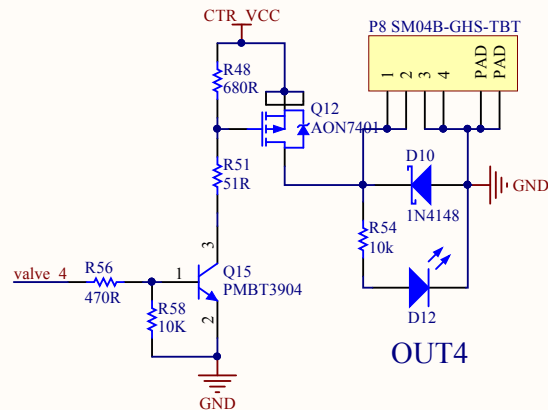 CTR_VCC
P8 SM04B-GHS-TBT
1
2
3
4
PAD
PAD
R48
680R
Q12
AON7401
R51
51R
D10
1N4148
GND
R54
10k
3
valve_4
R56
470R
1
Q15
PMBT3904
R58
10K
2
D12
OUT4
GND